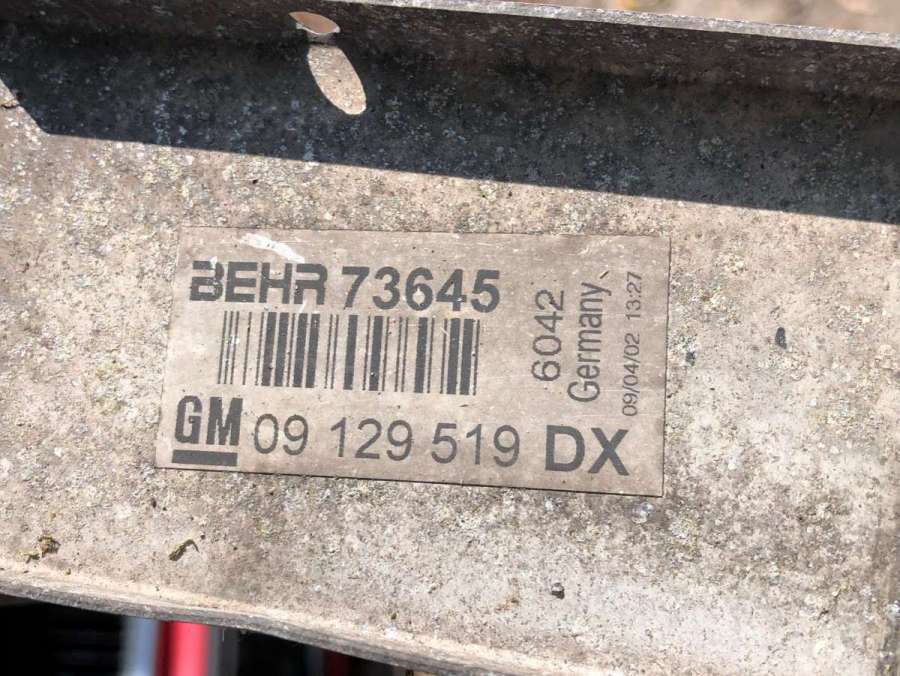 BEHR 73645
GM 09 129 519 DX
6042
Germany
09/04/02 13:27